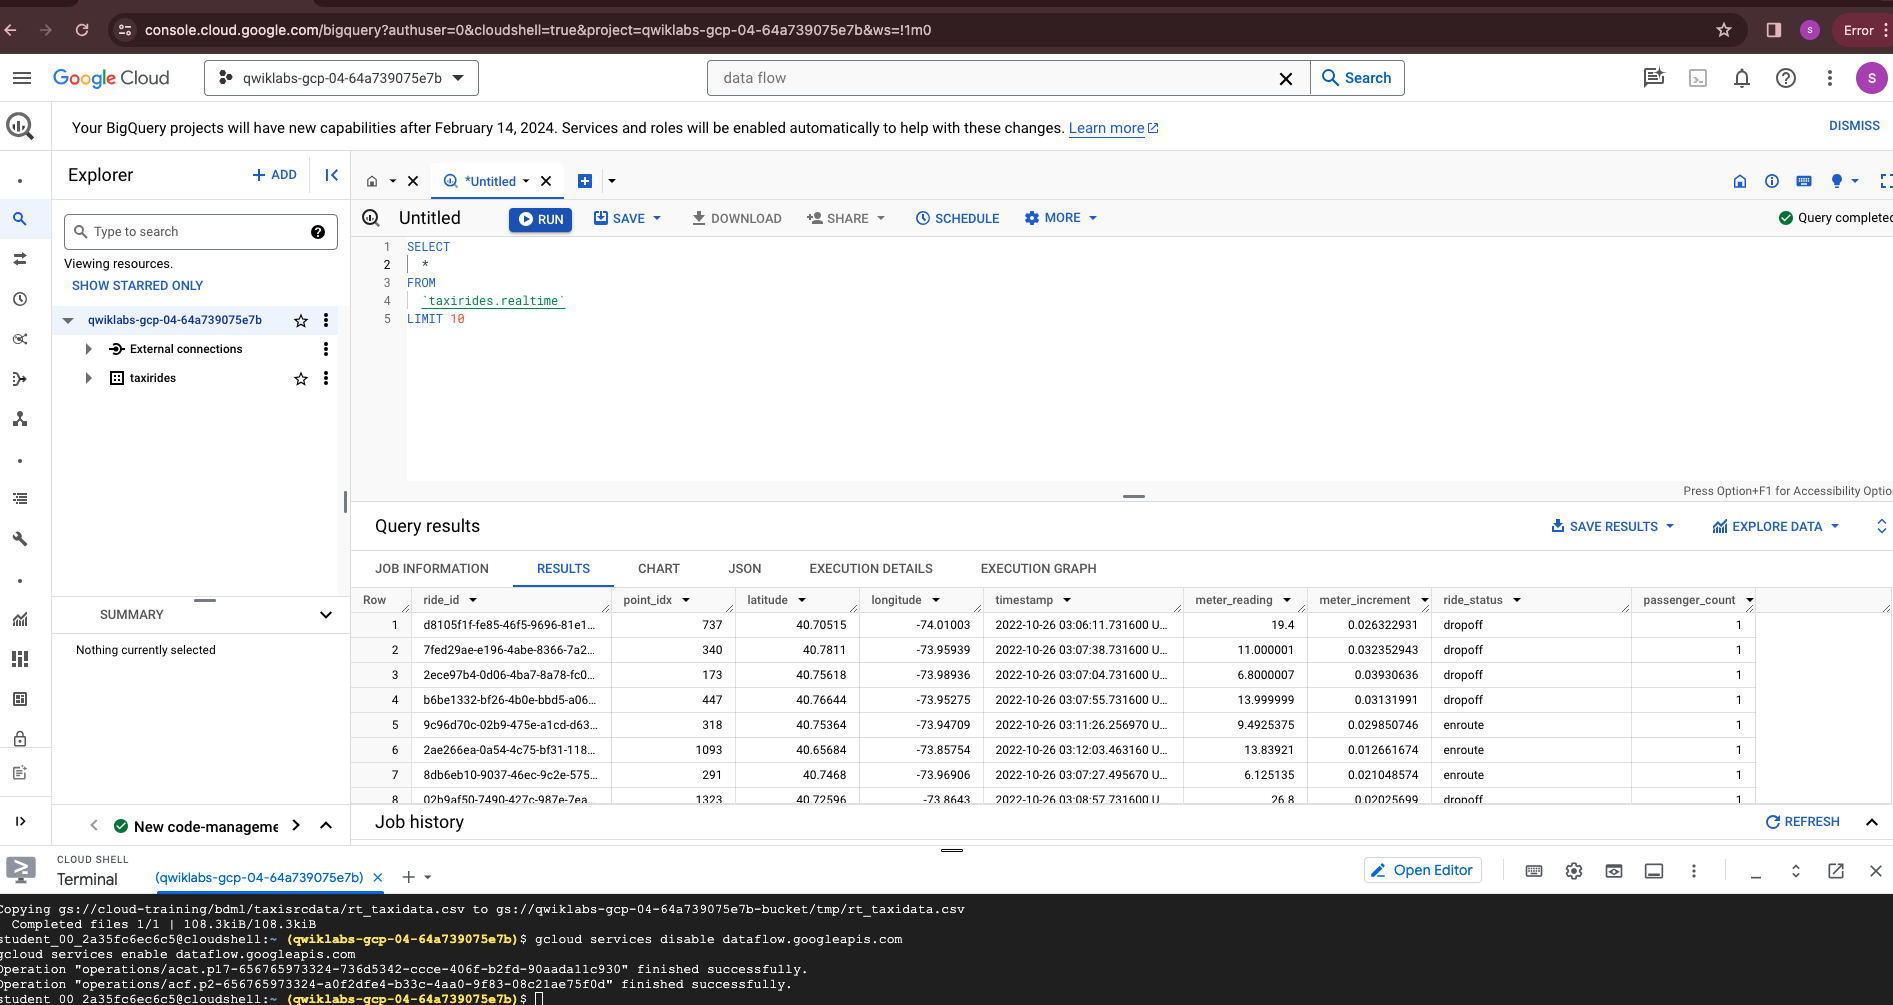 console.cloud.google.com/bigquery?authuser=0&cloudshell=true&project=qwiklabs-gcp-04-64a739075e7b&ws=!1m0
S
Error
Google Cloud
qwiklabs-gcp-04-64a739075e7b
data flow
Search
S
Your BigQuery projects will have new capabilities after February 14, 2024. Services and roles will be enabled automatically to help with these changes. Learn more
DISMISS
Explorer
+ ADD
*Untitled
Untitled
RUN
SAVE
DOWNLOAD
SHARE
SCHEDULE
MORE
Query completed
Type to search
Viewing resources.
SHOW STARRED ONLY
qwiklabs-gcp-04-64a739075e7b
External connections
taxirides
1 SELECT
2 *
3 FROM
4 `taxirides.realtime`
5 LIMIT 10
Press Option+F1 for Accessibility Optio
SUMMARY
Nothing currently selected
Query results
SAVE RESULTS
EXPLORE DATA
JOB INFORMATION RESULTS CHART JSON EXECUTION DETAILS EXECUTION GRAPH
Row ride_id point_idx latitude longitude timestamp meter_reading meter_increment ride_status passenger_count
1 d8105f1f-fe85-46f5-9696-81e1... 737 40.70515 -74.01003 2022-10-26 03:06:11.731600 U... 19.4 0.026322931 dropoff 1
2 7fed29ae-e196-4abe-8366-7a2... 340 40.7811 -73.95939 2022-10-26 03:07:38.731600 U... 11.000001 0.032352943 dropoff 1
3 2ece97b4-0d06-4ba7-8a78-fc0... 173 40.75618 -73.98936 2022-10-26 03:07:04.731600 U... 6.8000007 0.03930636 dropoff 1
4 b6be1332-bf26-4b0e-bbd5-a06... 447 40.76644 -73.95275 2022-10-26 03:07:55.731600 U... 13.999999 0.03131991 dropoff 1
5 9c96d70c-02b9-475e-a1cd-d63... 318 40.75364 -73.94709 2022-10-26 03:11:26.256970 U... 9.4925375 0.029850746 enroute 1
6 2ae266ea-0a54-4c75-bf31-118... 1093 40.65684 -73.85754 2022-10-26 03:12:03.463160 U... 13.83921 0.012661674 enroute 1
7 8db6eb10-9037-46ec-9c2e-575... 291 40.7468 -73.96906 2022-10-26 03:07:27.495670 U... 6.125135 0.021048574 enroute 1
8 02b9af50-7490-427c-987e-7ea... 1323 40.72596 -73.8643 2022-10-26 03:08:57.731600 U... 26.8 0.02025699 dropoff 1
New code-manageme
Job history
REFRESH
CLOUD SHELL
Terminal
(qwiklabs-gcp-04-64a739075e7b)
Open Editor
Copying gs://cloud-training/bdml/taxisrcdata/rt_taxidata.csv to gs://qwiklabs-gcp-04-64a739075e7b-bucket/tmp/rt_taxidata.csv
Completed files 1/1 | 108.3kiB/108.3kiB
student_00_2a35fc6ec6c5@cloudshell:~ (qwiklabs-gcp-04-64a739075e7b)$ gcloud services disable dataflow.googleapis.com
gcloud services enable dataflow.googleapis.com
Operation "operations/acat.p17-656765973324-736d5342-ccce-406f-b2fd-90aada11c930" finished successfully.
Operation "operations/acf.p2-656765973324-a0f2dfe4-b33c-4aa0-9f83-08c21ae75f0d" finished successfully.
student_00_2a35fc6ec6c5@cloudshell:~ (qwiklabs-gcp-04-64a739075e7b)$